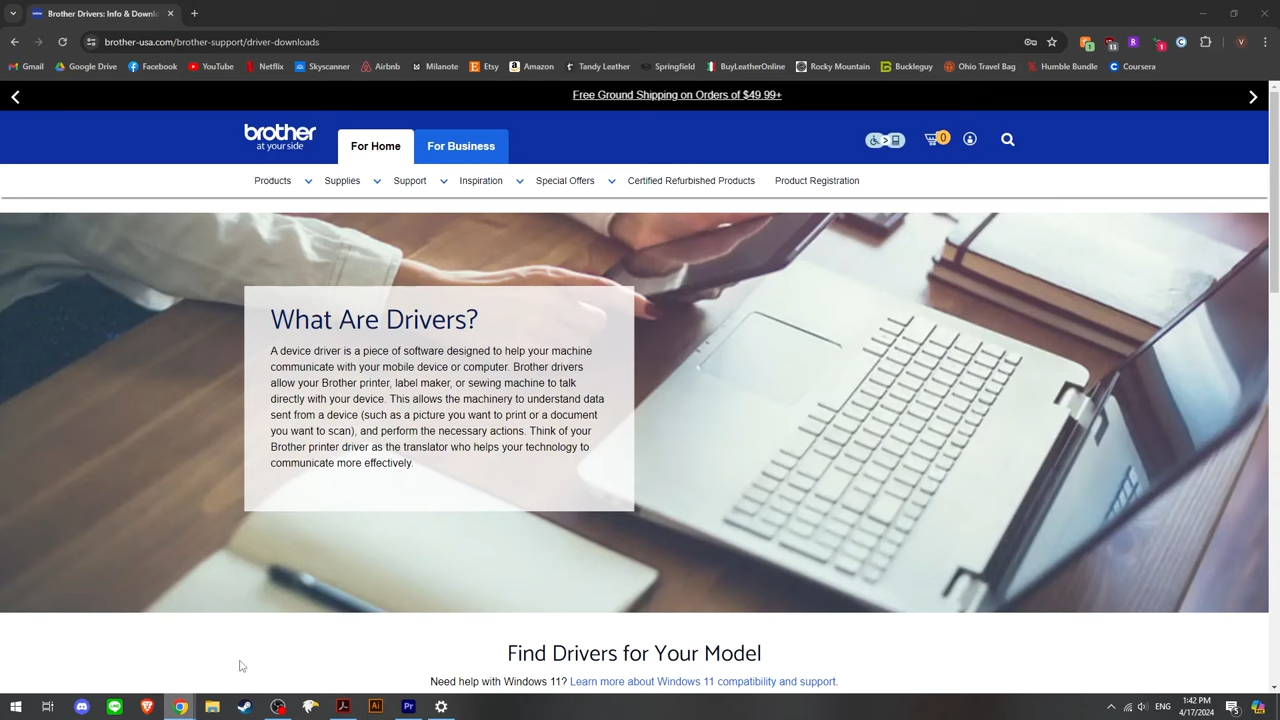 Brother Drivers: Info & Downl
brother-usa.com/brother-support/driver-downloads
Gmail Google Drive Facebook YouTube Netflix Skyscanner Airbnb Milanote Etsy Amazon Tandy Leather Springfield BuyLeatherOnline Rocky Mountain Buckleguy Ohio Travel Bag Humble Bundle Coursera
Free Ground Shipping on Orders of $49.99+
brother
at your side
For Home For Business
0
Products Supplies Support Inspiration Special Offers Certified Refurbished Products Product Registration
What Are Drivers?
A device driver is a piece of software designed to help your machine
communicate with your mobile device or computer. Brother drivers
allow your Brother printer, label maker, or sewing machine to talk
directly with your device. This allows the machinery to understand data
sent from a device (such as a picture you want to print or a document
you want to scan), and perform the necessary actions. Think of your
Brother printer driver as the translator who helps your technology to
communicate more effectively.
Find Drivers for Your Model
Need help with Windows 11? Learn more about Windows 11 compatibility and support.
ENG
1:42 PM
4/17/2024